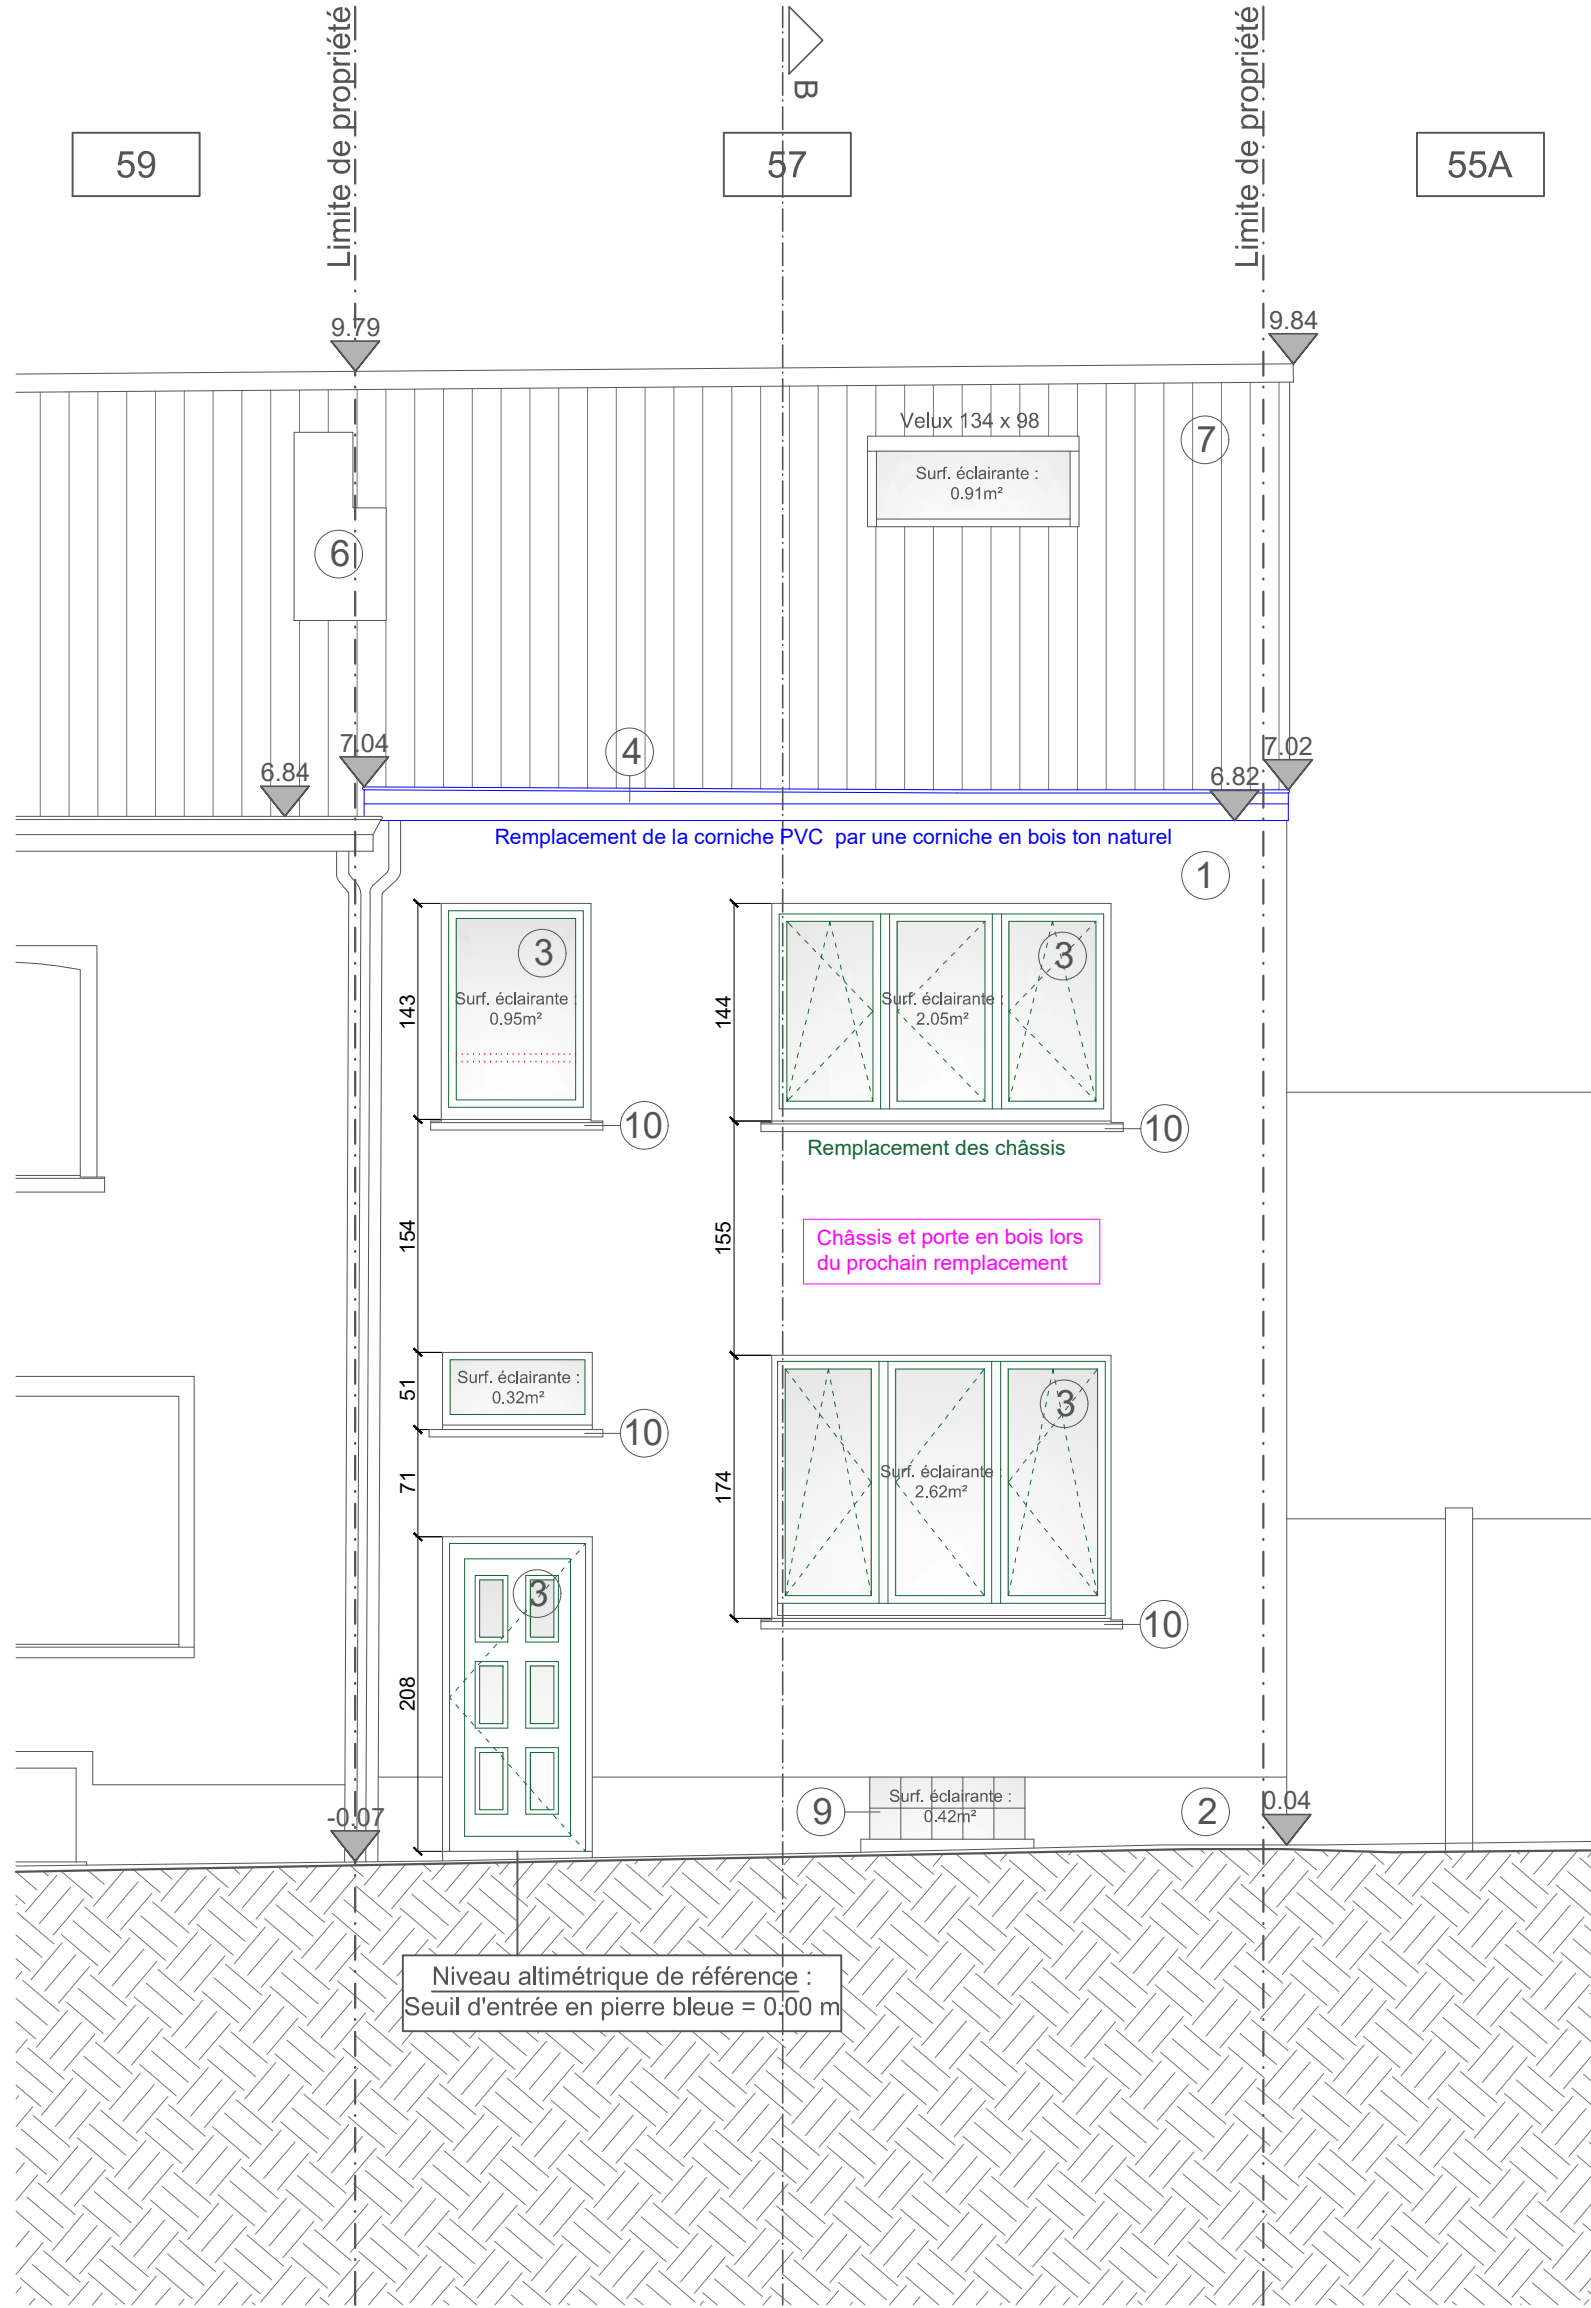 Limite de propriété
B
Limite de propriété
59
57
55A
9.79
9.84
Velux 134 x 98
7
Surf. éclairante :
0.91m²
6
7.04
4
7.02
6.84
6.82
Remplacement de la corniche PVC par une corniche en bois ton naturel
1
3
3
143
Surf. éclairante :
0.95m²
144
Surf. éclairante :
2.05m²
10
10
Remplacement des châssis
154
155
Châssis et porte en bois lors
du prochain remplacement
51
Surf. éclairante :
0.32m²
3
10
71
174
Surf. éclairante :
2.62m²
3
10
208
-0.07
9
Surf. éclairante :
0.42m²
2
0.04
Niveau altimétrique de référence :
Seuil d'entrée en pierre bleue = 0.00 m